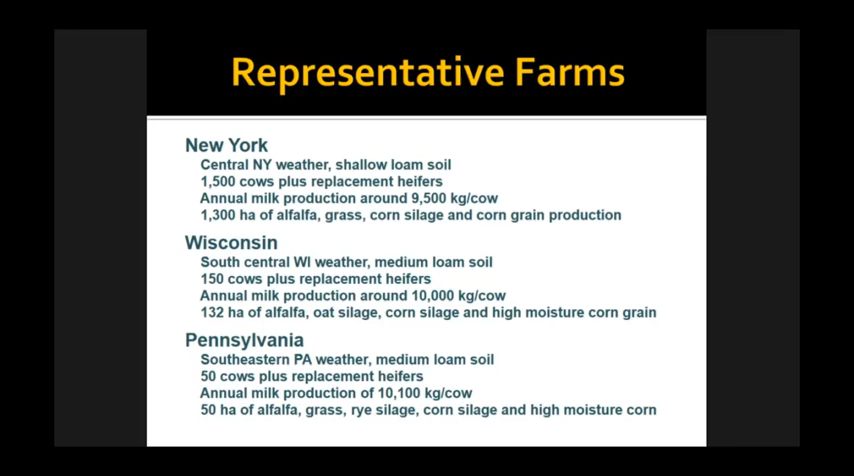 Representative Farms
New York
Central NY weather, shallow loam soil
1,500 cows plus replacement heifers
Annual milk production around 9,500 kg/cow
1,300 ha of alfalfa, grass, corn silage and corn grain production
Wisconsin
South central WI weather, medium loam soil
150 cows plus replacement heifers
Annual milk production around 10,000 kg/cow
132 ha of alfalfa, oat silage, corn silage and high moisture corn grain
Pennsylvania
Southeastern PA weather, medium loam soil
50 cows plus replacement heifers
Annual milk production of 10,100 kg/cow
50 ha of alfalfa, grass, rye silage, corn silage and high moisture corn